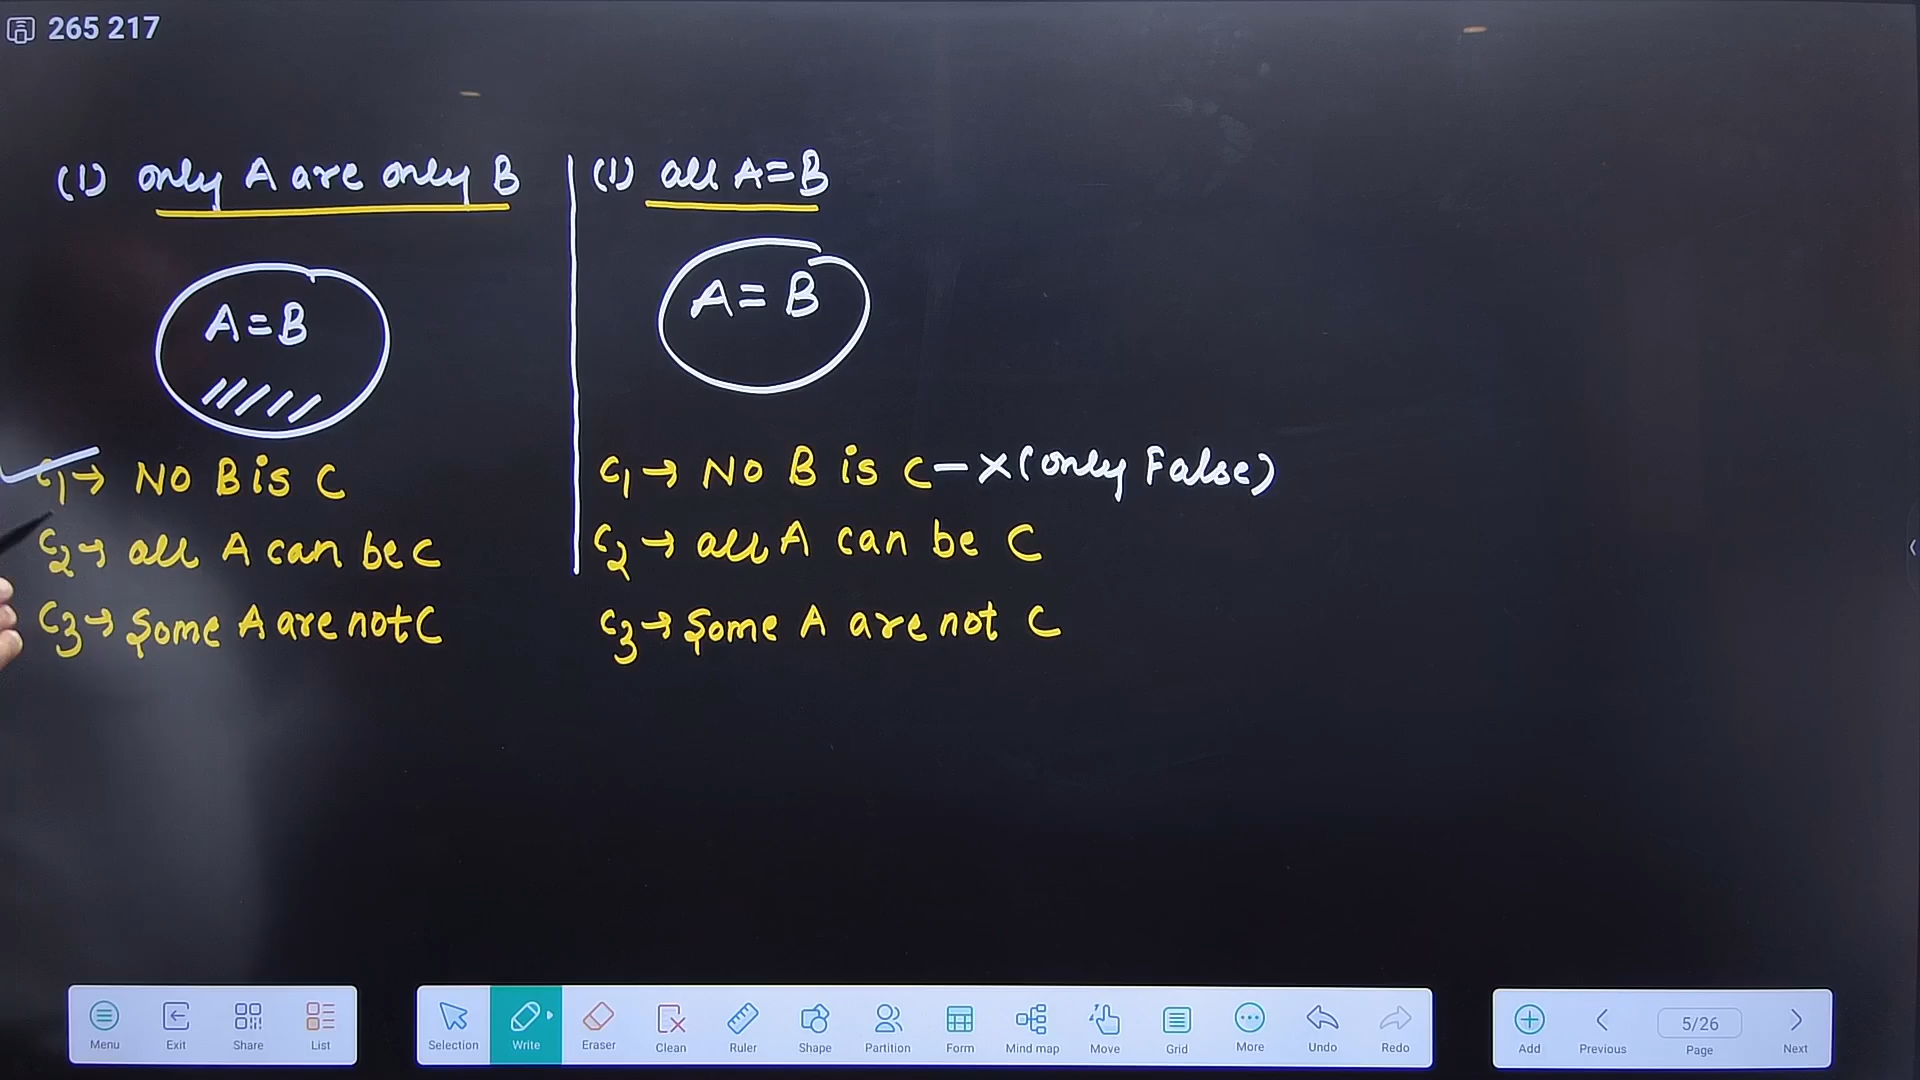 265 217
(1) only A are only B
A=B
C1→ No B is C
C2→ all A can be C
C3→ Some A are not C
(1) all A=B
A=B
C1→ No B is C-×(only False)
C2→ all A can be C
C3→ Some A are not C
Menu Exit Share List
Selection Write Eraser Clean Ruler Shape Partition Form Mind map Move Grid More Undo Redo
Add Previous 5/26 Page Next